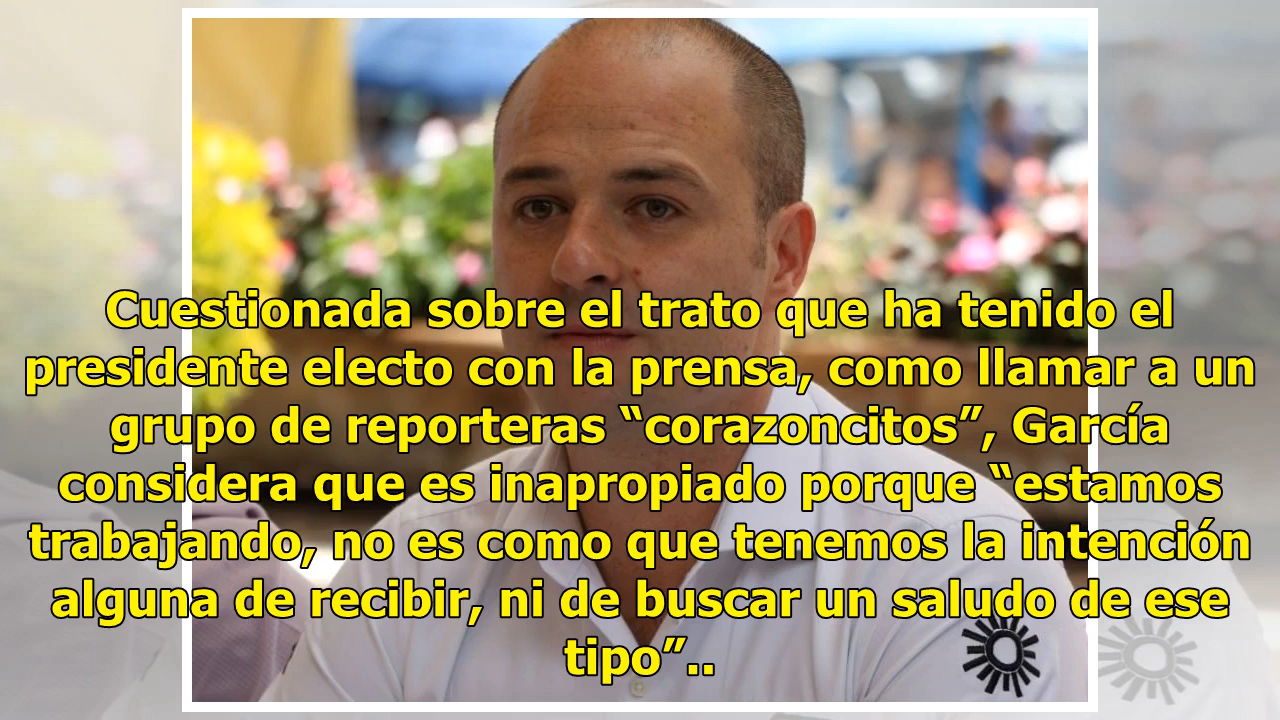 Cuestionada sobre el trato que ha tenido el
presidente electo con la prensa, como llamar a un
grupo de reporteras “corazoncitos”, García
considera que es inapropiado porque “estamos
trabajando, no es como que tenemos la intención
alguna de recibir, ni de buscar un saludo de ese
tipo”..